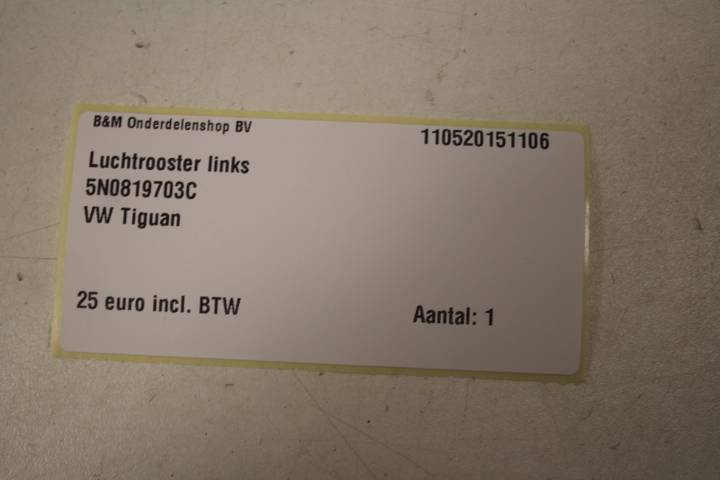 B&M Onderdelenshop BV
110520151106
Luchtrooster links
5N0819703C
VW Tiguan
25 euro incl. BTW
Aantal: 1